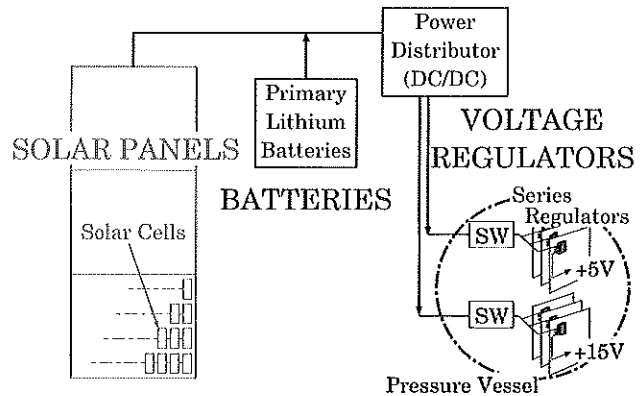 Power
Distributor
(DC/DC)
Primary
Lithium
Batteries
VOLTAGE
REGULATORS
SOLAR PANELS
BATTERIES
Series
Regulators
Solar Cells
SW
+5V
SW
+15V
Pressure Vessel